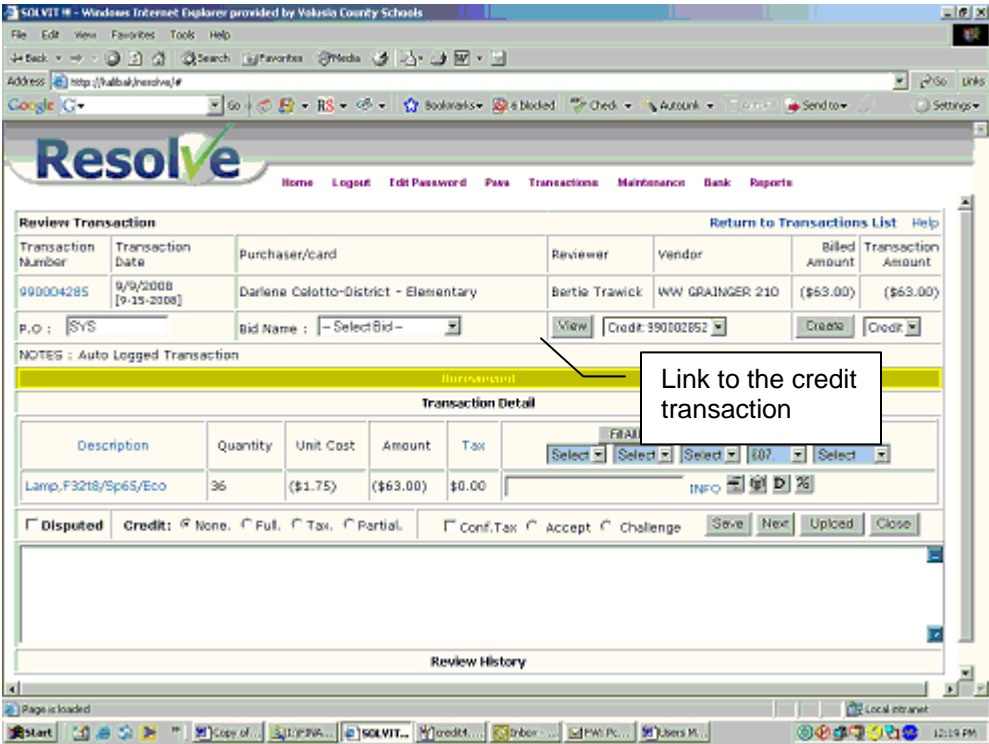 SOLVIT !!! - Windows Internet Explorer provided by Volusia County Schools
File Edit View Favorites Tools Help
Back Search Favorites Media
Address http://halibak/resolve/# Go Links
Google G Go RS Bookmarks 6 blocked Check AutoLink Send to Settings
Resolve
Home Logout Edit Password Pava Transactions Maintenance Bank Reports
Review Transaction Return to Transactions List Help
Transaction Number Transaction Date Purchaser/card Reviewer Vendor Billed Amount Transaction Amount
990004285 9/9/2008 [9-15-2008] Darlene Celotto-District - Elementary Bertie Trawick WW GRAINGER 210 ($63.00) ($63.00)
P.O : SYS Bid Name : -- Select Bid -- View Credit: 990002852 Create Credit
NOTES : Auto Logged Transaction
Unreviewed
Link to the credit
transaction
Transaction Detail
Description Quantity Unit Cost Amount Tax Fill All
Select Select Select 607. Select
Lamp,F32t8/Sp65/Eco 36 ($1.75) ($63.00) $0.00 INFO D %
Disputed Credit: None. Full. Tax. Partial. Conf.Tax Accept Challenge Save Next Upload Close
Review History
Page is loaded Local intranet
Start Copy of... SOLVIT... Inbox - ... FW: Pc... Users M... 12:19 PM